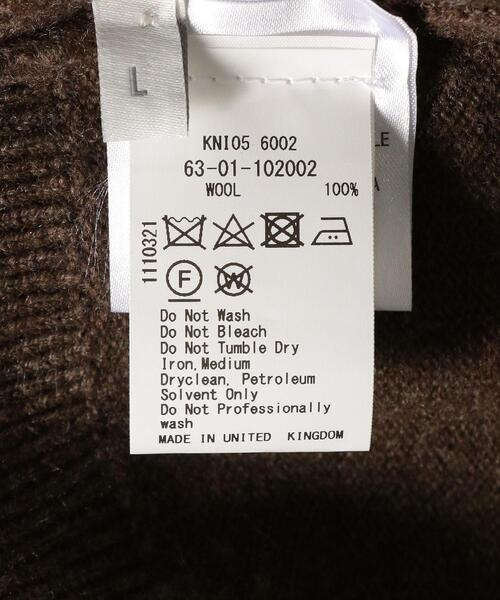 L
KNI05 6002
63-01-102002
WOOL 100%
1110321
F
W
Do Not Wash
Do Not Bleach
Do Not Tumble Dry
Iron, Medium
Dryclean, Petroleum
Solvent Only
Do Not Professionally
wash
MADE IN UNITED KINGDOM
LE
A